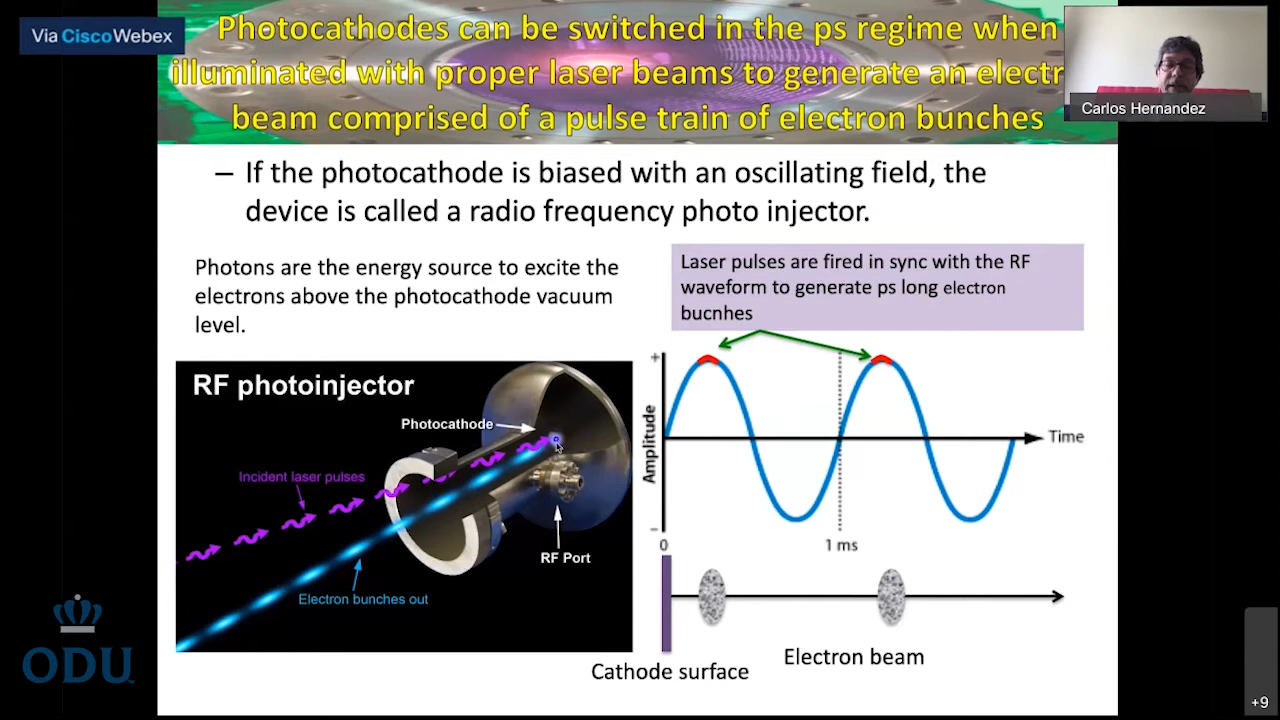 Via CiscoWebex
Photocathodes can be switched in the ps regime when
illuminated with proper laser beams to generate an electr
beam comprised of a pulse train of electron bunches
Carlos Hernandez
– If the photocathode is biased with an oscillating field, the
device is called a radio frequency photo injector.
Photons are the energy source to excite the
electrons above the photocathode vacuum
level.
Laser pulses are fired in sync with the RF
waveform to generate ps long electron
bucnhes
RF photoinjector
Photocathode
Incident laser pulses
RF Port
Electron bunches out
+
Amplitude
–
Time
0
1 ms
Cathode surface
Electron beam
ODU
+9